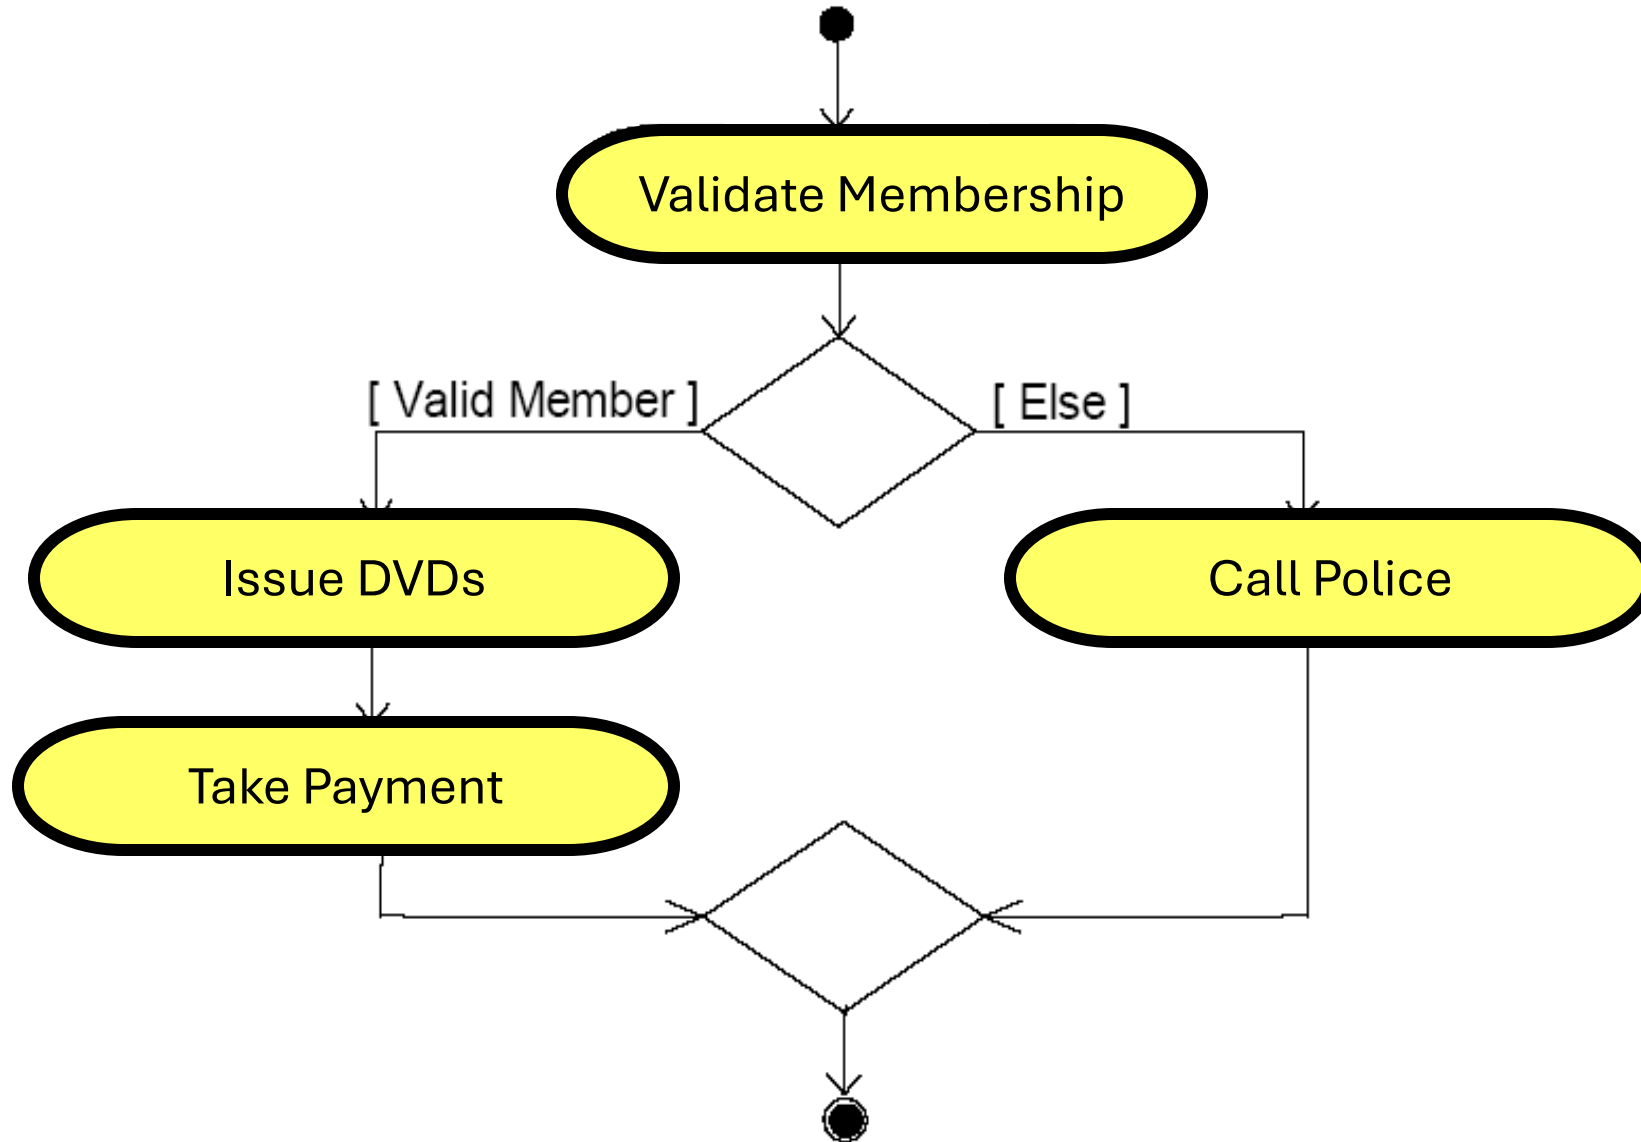 Validate Membership
[ Valid Member ]
[ Else ]
Issue DVDs
Call Police
Take Payment